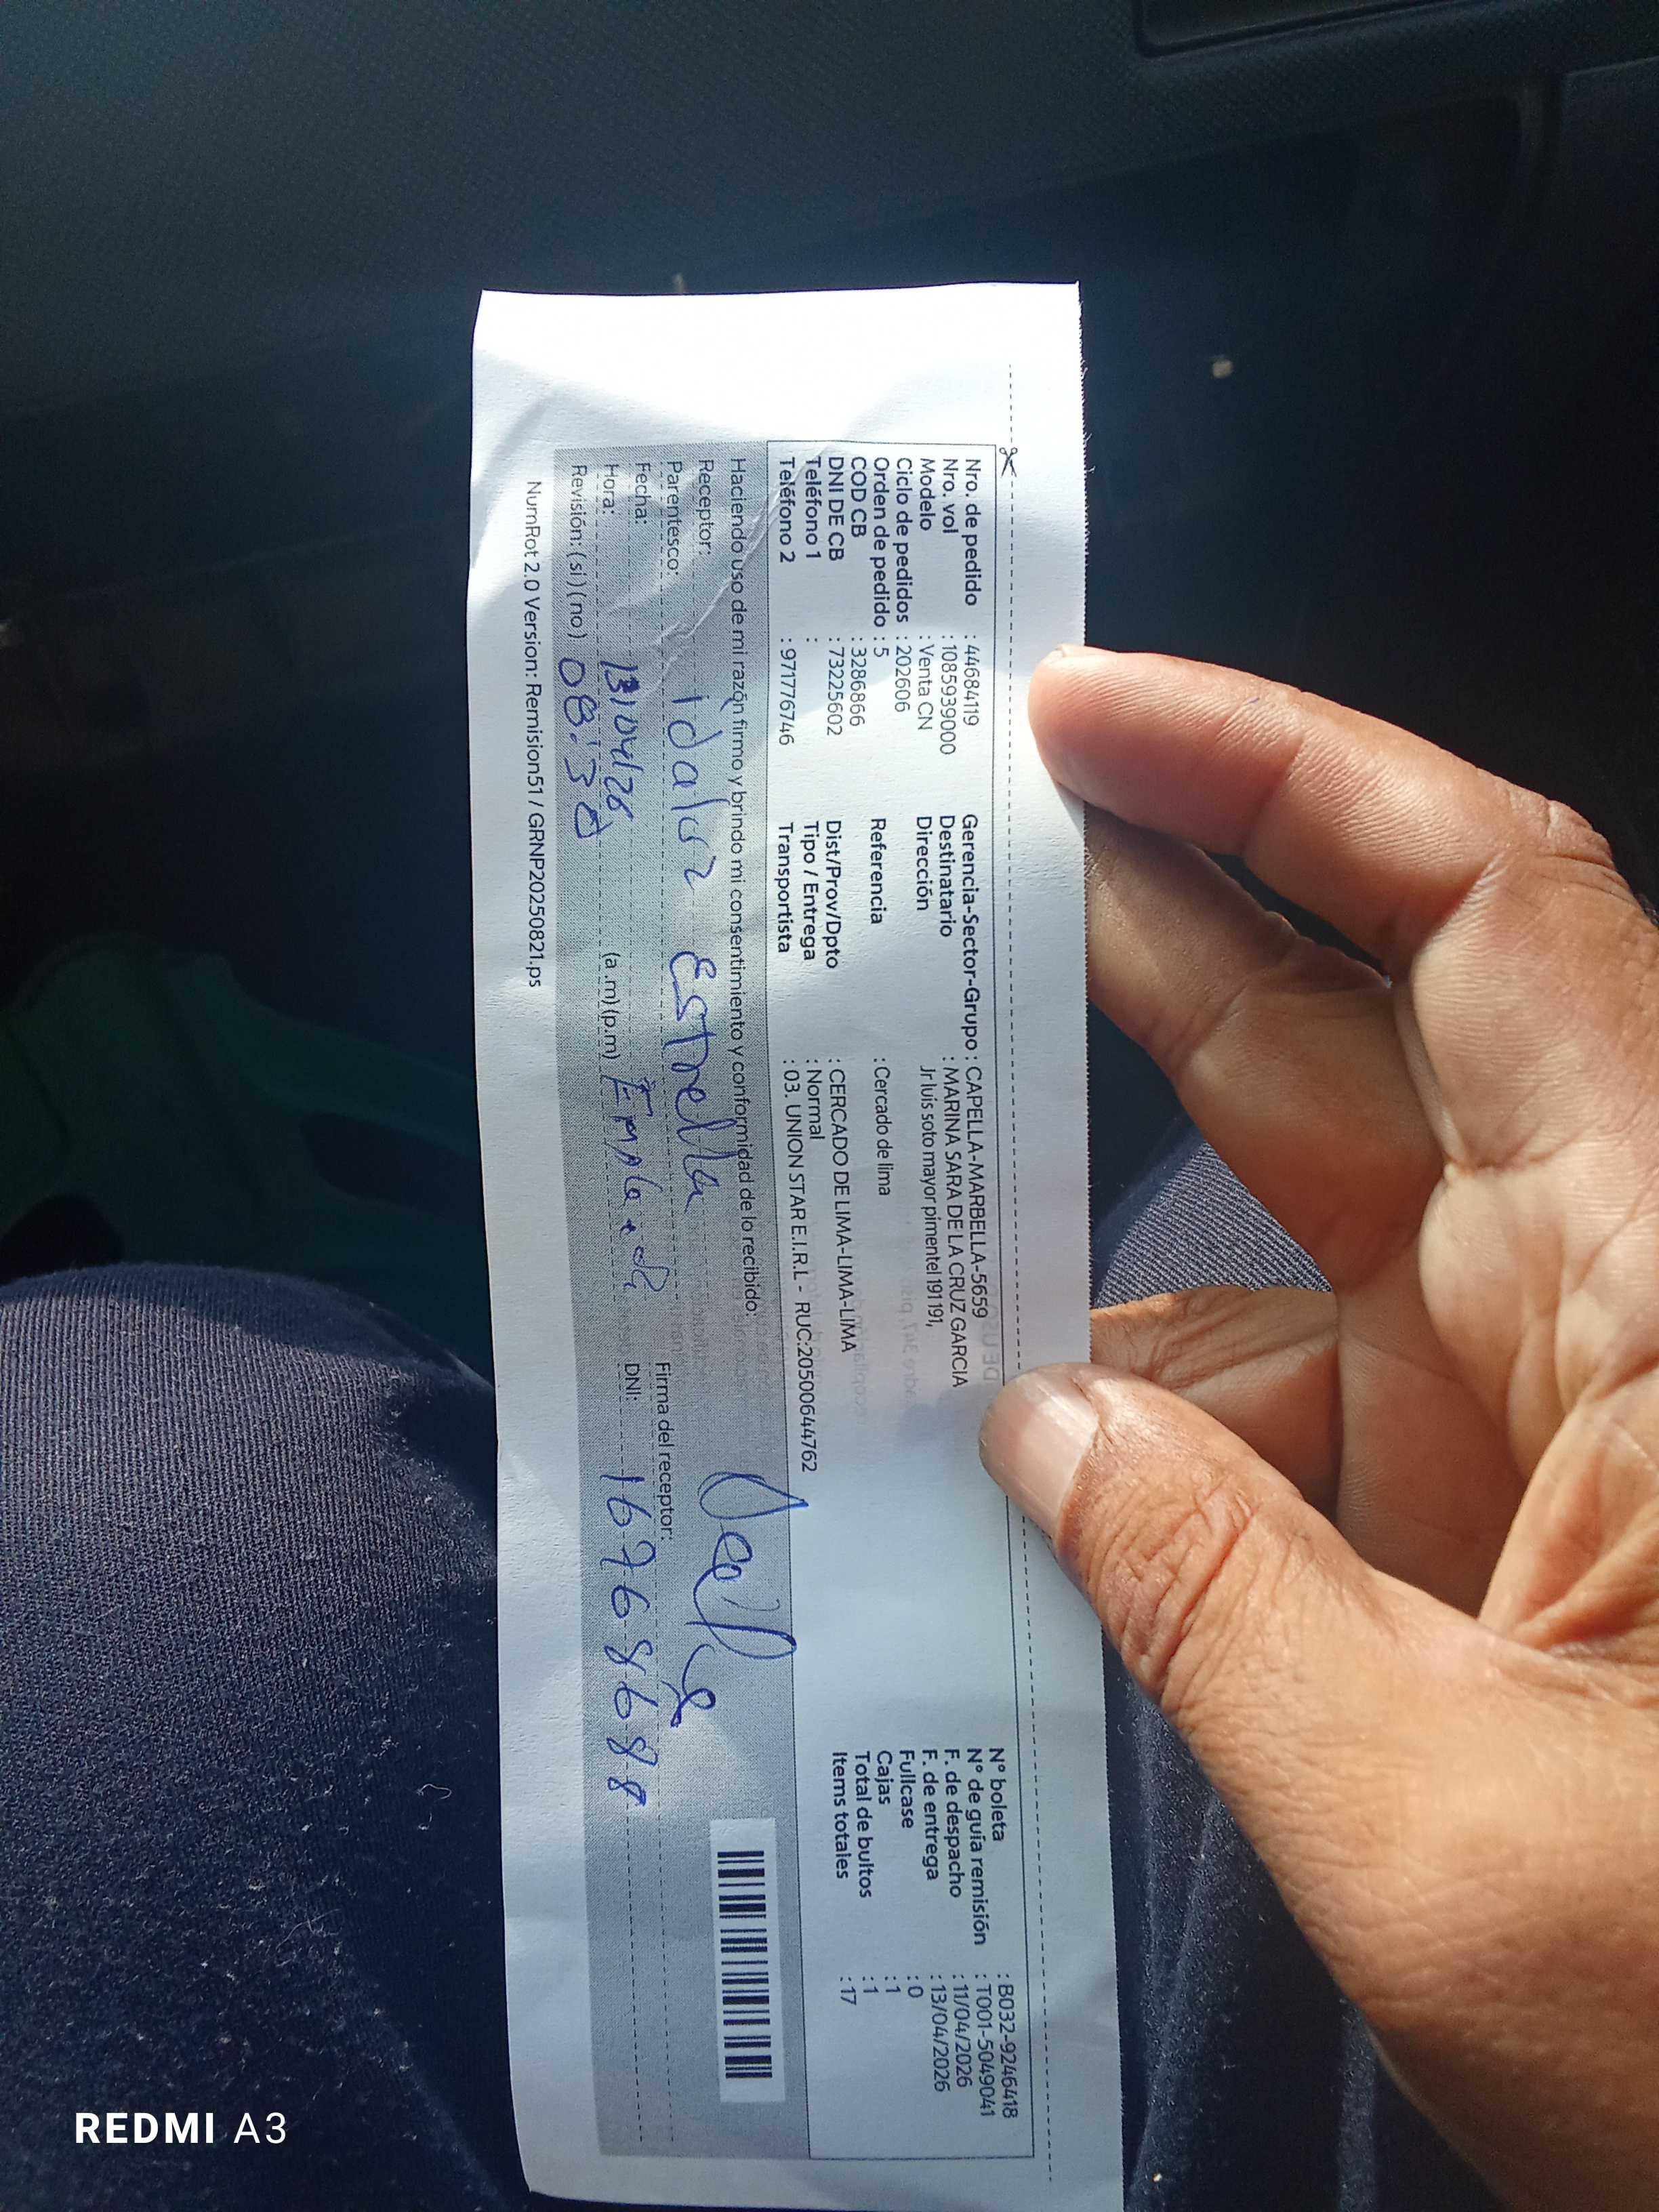 Nro. de pedido : 44684119 Gerencia-Sector-Grupo : CAPELLA-MARBELLA-5659 N° boleta : B032-9246418
Nro. vol : 1085939000 Destinatario : MARINA SARA DE LA CRUZ GARCIA N° de guía remisión : T001-5049041
Modelo : Venta CN Dirección Jr luis soto mayor pimentel 191 191, F. de despacho : 11/04/2026
Ciclo de pedidos : 202606 F. de entrega : 13/04/2026
Orden de pedido : 5 Referencia : Cercado de lima Fullcase : 0
COD CB : 3286866 Cajas : 1
DNI DE CB : 73225602 Dist/Prov/Dpto : CERCADO DE LIMA-LIMA-LIMA Total de bultos : 1
Teléfono 1 : Tipo / Entrega : Normal Items totales : 17
Teléfono 2 : 971776746 Transportista : 03. UNION STAR E.I.R.L - RUC:20500644762
Haciendo uso de mi razón firmo y brindo mi consentimiento y conformidad de lo recibido:
Receptor: Idaluz Estrella
Parentesco: Firma del receptor:
Fecha: 13/04/26 DNI: 16768688
Hora: (a .m) (p.m)
Revisión: (si) (no) 08:30
NumRot 2.0 Version: Remision51 / GRNP20250821.ps
REDMI A3